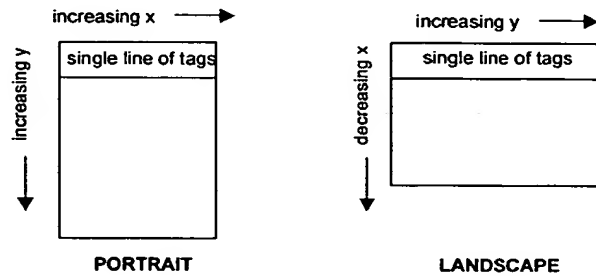 increasing x
increasing y
single line of tags
PORTRAIT
increasing y
decreasing x
single line of tags
LANDSCAPE